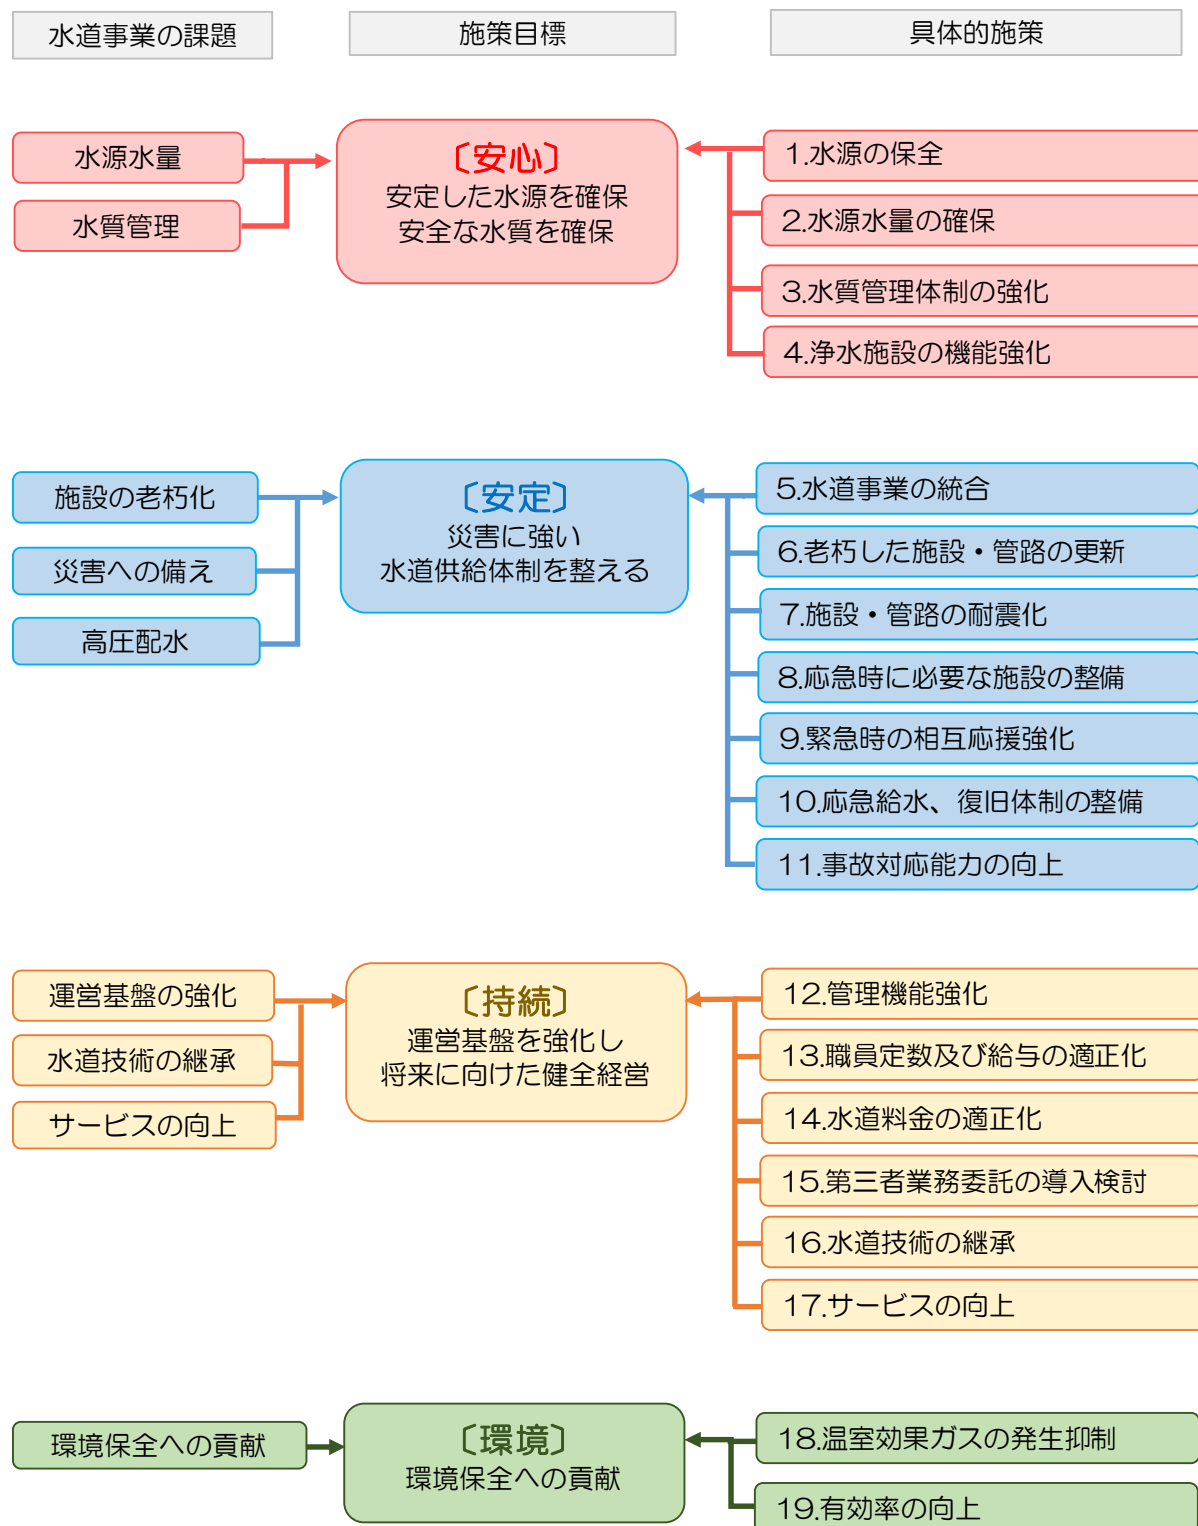 水道事業の課題
施策目標
具体的施策
水源水量
水質管理
〔安心〕
安定した水源を確保
安全な水質を確保
1.水源の保全
2.水源水量の確保
3.水質管理体制の強化
4.浄水施設の機能強化
施設の老朽化
災害への備え
高圧配水
〔安定〕
災害に強い
水道供給体制を整える
5.水道事業の統合
6.老朽した施設・管路の更新
7.施設・管路の耐震化
8.応急時に必要な施設の整備
9.緊急時の相互応援強化
10.応急給水、復旧体制の整備
11.事故対応能力の向上
運営基盤の強化
水道技術の継承
サービスの向上
〔持続〕
運営基盤を強化し
将来に向けた健全経営
12.管理機能強化
13.職員定数及び給与の適正化
14.水道料金の適正化
15.第三者業務委託の導入検討
16.水道技術の継承
17.サービスの向上
環境保全への貢献
〔環境〕
環境保全への貢献
18.温室効果ガスの発生抑制
19.有効率の向上